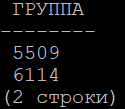 ГРУППА
--------
5509
6114
(2 строки)